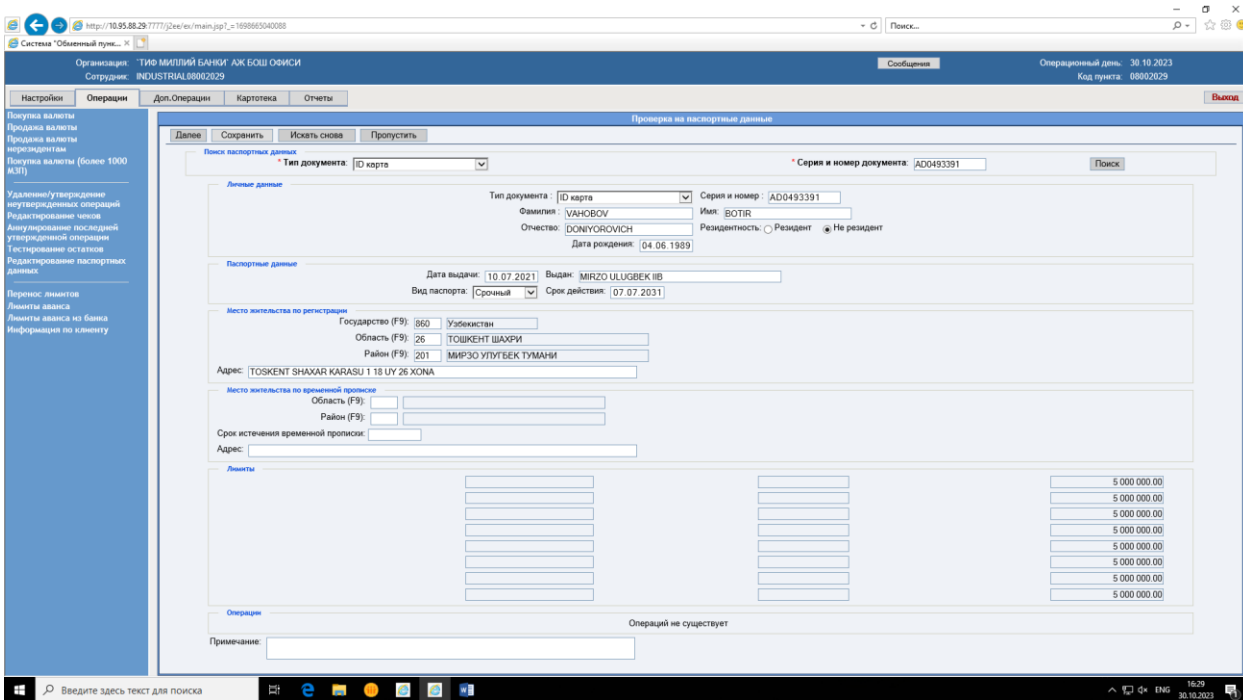 http://10.95.88.29:7777/j2ee/ex/main.jsp?_=1698665040088
Поиск...
Система "Обменный пунк...
Организация: "ТИФ МИЛЛИЙ БАНКИ" АЖ БОШ ОФИСИ
Сотрудник: INDUSTRIAL08002029
Сообщения
Операционный день: 30.10.2023
Код пункта: 08002029
Настройки Операции Доп.Операции Картотека Отчеты Выход
Покупка валюты
Продажа валюты
Продажа валюты
нерезидентам
Покупка валюты (более 1000
МЗП)
Удаление/утверждение
неутвержденных операций
Редактирование чеков
Аннулирование последней
утвержденной операции
Тестирование остатков
Редактирование паспортных
данных
Перенос лимитов
Лимиты аванса
Лимиты аванса из банка
Информация по клиенту
Проверка на паспортные данные
Далее Сохранить Искать снова Пропустить
Поиск паспортных данных
* Тип документа: ID карта * Серия и номер документа: AD0493391 Поиск
Личные данные
Тип документа : ID карта Серия и номер : AD0493391
Фамилия : VAHOBOV Имя: BOTIR
Отчество: DONIYOROVICH Резидентность: Резидент Не резидент
Дата рождения: 04.06.1989
Паспортные данные
Дата выдачи: 10.07.2021 Выдан: MIRZO ULUGBEK IIB
Вид паспорта: Срочный Срок действия: 07.07.2031
Место жительства по регистрации
Государство (F9): 860 Узбекистан
Область (F9): 26 ТОШКЕНТ ШАХРИ
Район (F9): 201 МИРЗО УЛУГБЕК ТУМАНИ
Адрес: TOSKENT SHAXAR KARASU 1 18 UY 26 XONA
Место жительства по временной прописке
Область (F9):
Район (F9):
Срок истечения временной прописки:
Адрес:
Лимиты
5 000 000.00
5 000 000.00
5 000 000.00
5 000 000.00
5 000 000.00
5 000 000.00
5 000 000.00
5 000 000.00
Операции
Операций не существует
Примечание:
Введите здесь текст для поиска
ENG
16:29
30.10.2023